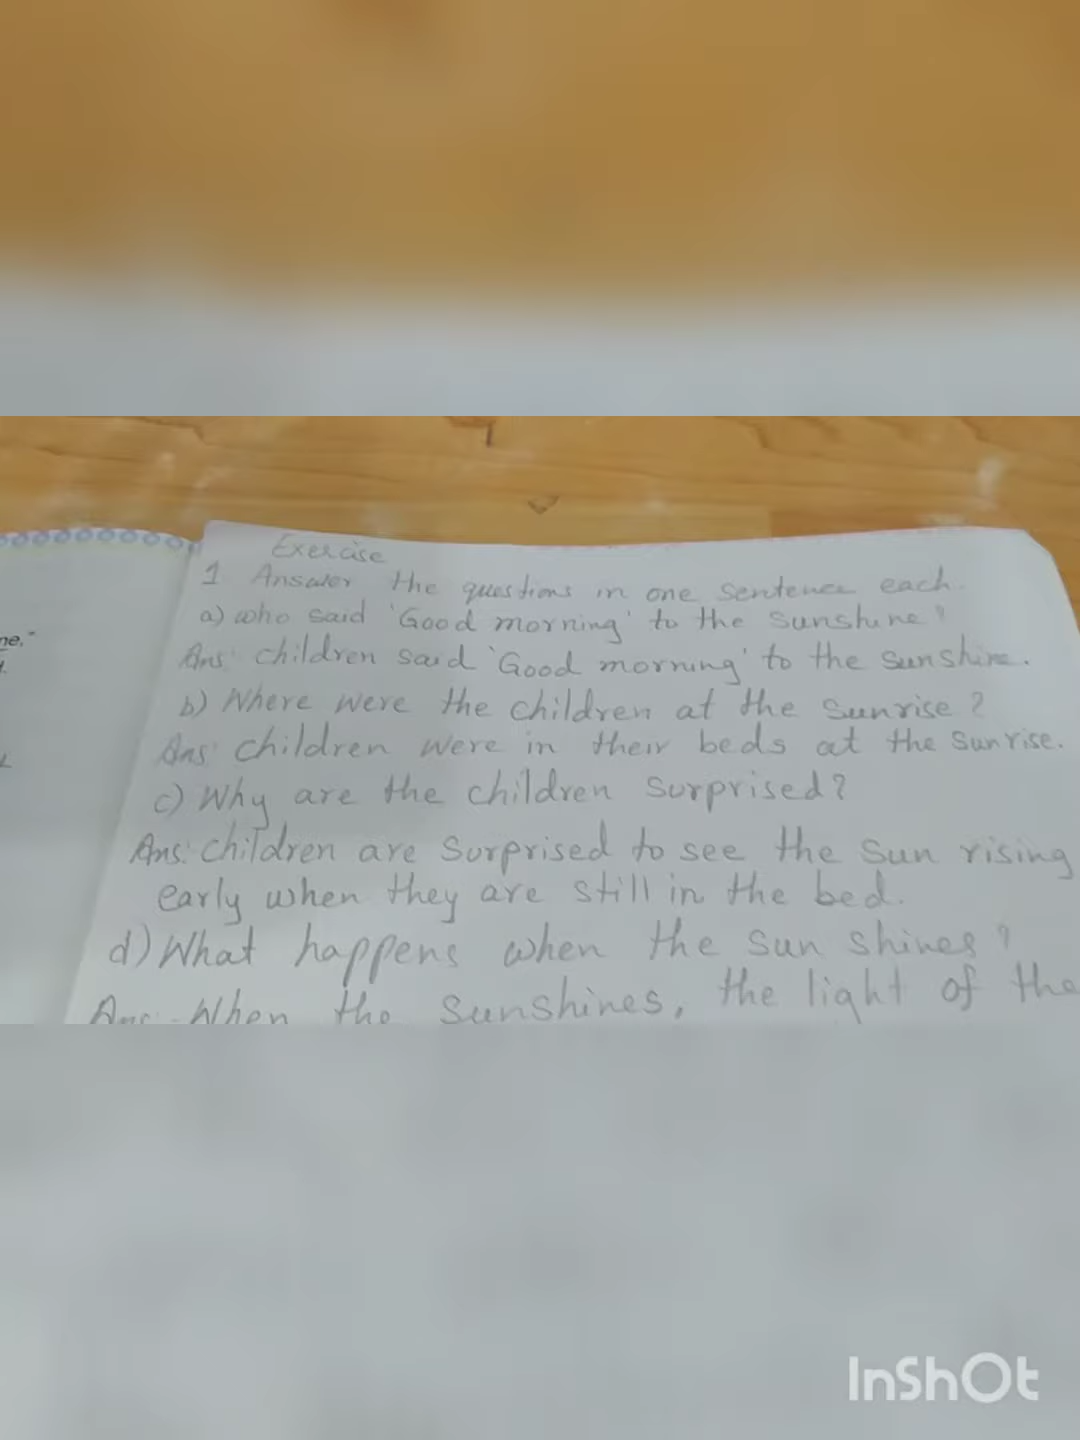 Exercise
1 Answer the questions in one sentence each.
a) who said 'Good morning' to the sunshine?
Ans: children said 'Good morning' to the sunshine.
b) Where were the children at the sunrise?
Ans: children were in their beds at the sunrise.
c) Why are the children surprised?
Ans: children are surprised to see the sun rising
early when they are still in the bed.
d) What happens when the sun shines?
Ans:- When the sunshines, the light of the
InShOt